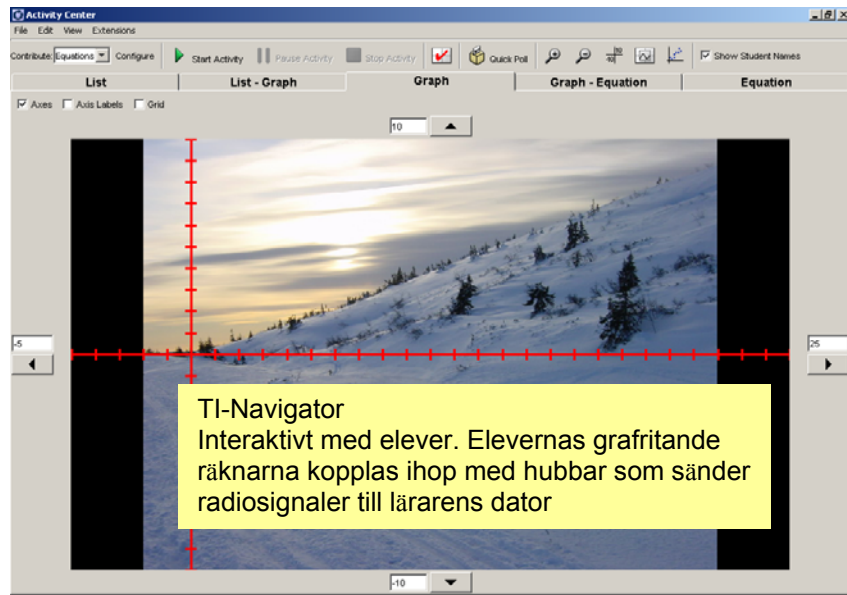 Activity Center
File Edit View Extensions
Contribute: Equations Configure Start Activity Pause Activity Stop Activity Quick Poll Show Student Names
List List - Graph Graph Graph - Equation Equation
Axes Axis Labels Grid
10
-5 25
TI-Navigator
Interaktivt med elever. Elevernas grafritande
räknarna kopplas ihop med hubbar som sänder
radiosignaler till lärarens dator
-10